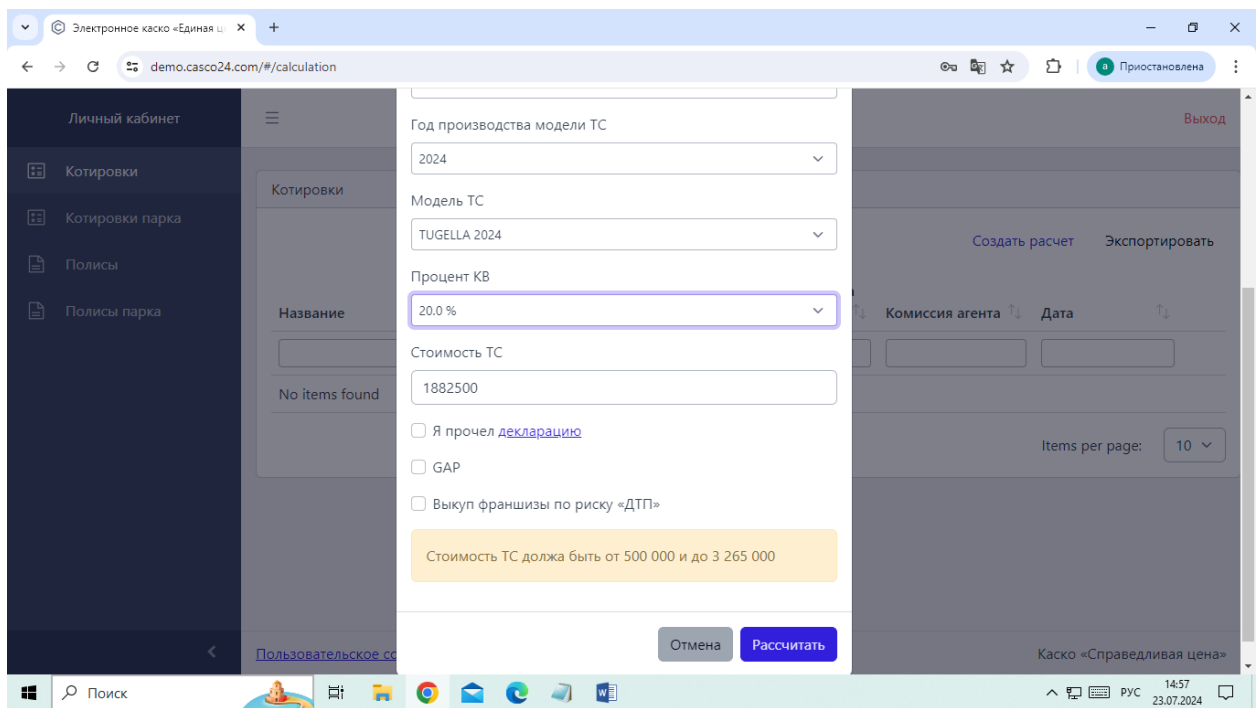 Электронное каско «Единая ц
demo.casco24.com/#/calculation
а Приостановлена
Личный кабинет
Выход
Котировки
Котировки парка
Полисы
Полисы парка
Котировки
Создать расчет Экспортировать
Название Комиссия агента Дата
No items found
Items per page: 10
Год производства модели ТС
2024
Модель ТС
TUGELLA 2024
Процент КВ
20.0 %
Стоимость ТС
1882500
Я прочел декларацию
GAP
Выкуп франшизы по риску «ДТП»
Стоимость ТС должа быть от 500 000 и до 3 265 000
Отмена Рассчитать
Пользовательское со
Каско «Справедливая цена»
Поиск
РУС
14:57
23.07.2024